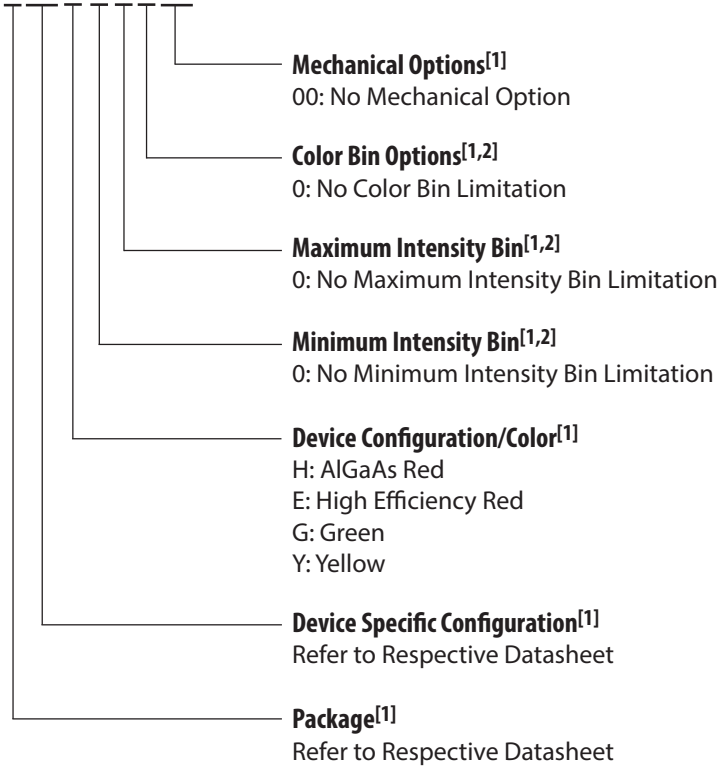 Mechanical Options[1]
00: No Mechanical Option
Color Bin Options[1,2]
0: No Color Bin Limitation
Maximum Intensity Bin[1,2]
0: No Maximum Intensity Bin Limitation
Minimum Intensity Bin[1,2]
0: No Minimum Intensity Bin Limitation
Device Configuration/Color[1]
H: AlGaAs Red
E: High Efficiency Red
G: Green
Y: Yellow
Device Specific Configuration[1]
Refer to Respective Datasheet
Package[1]
Refer to Respective Datasheet